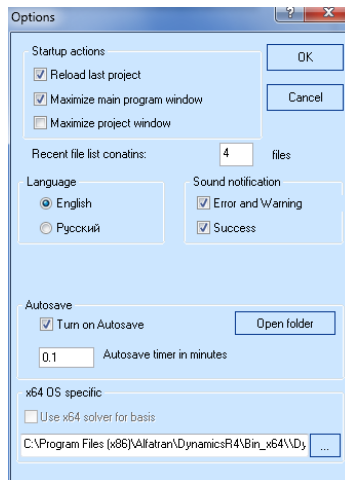 Options
Startup actions
OK
Reload last project
Maximize main program window
Cancel
Maximize project window
Recent file list conatins: 4 files
Language
Sound notification
English
Error and Warning
Русский
Success
Autosave
Turn on Autosave
Open folder
0.1 Autosave timer in minutes
x64 OS specific
Use x64 solver for basis
C:\Program Files (x86)\Alfatran\DynamicsR4\Bin_x64\\Dy
...